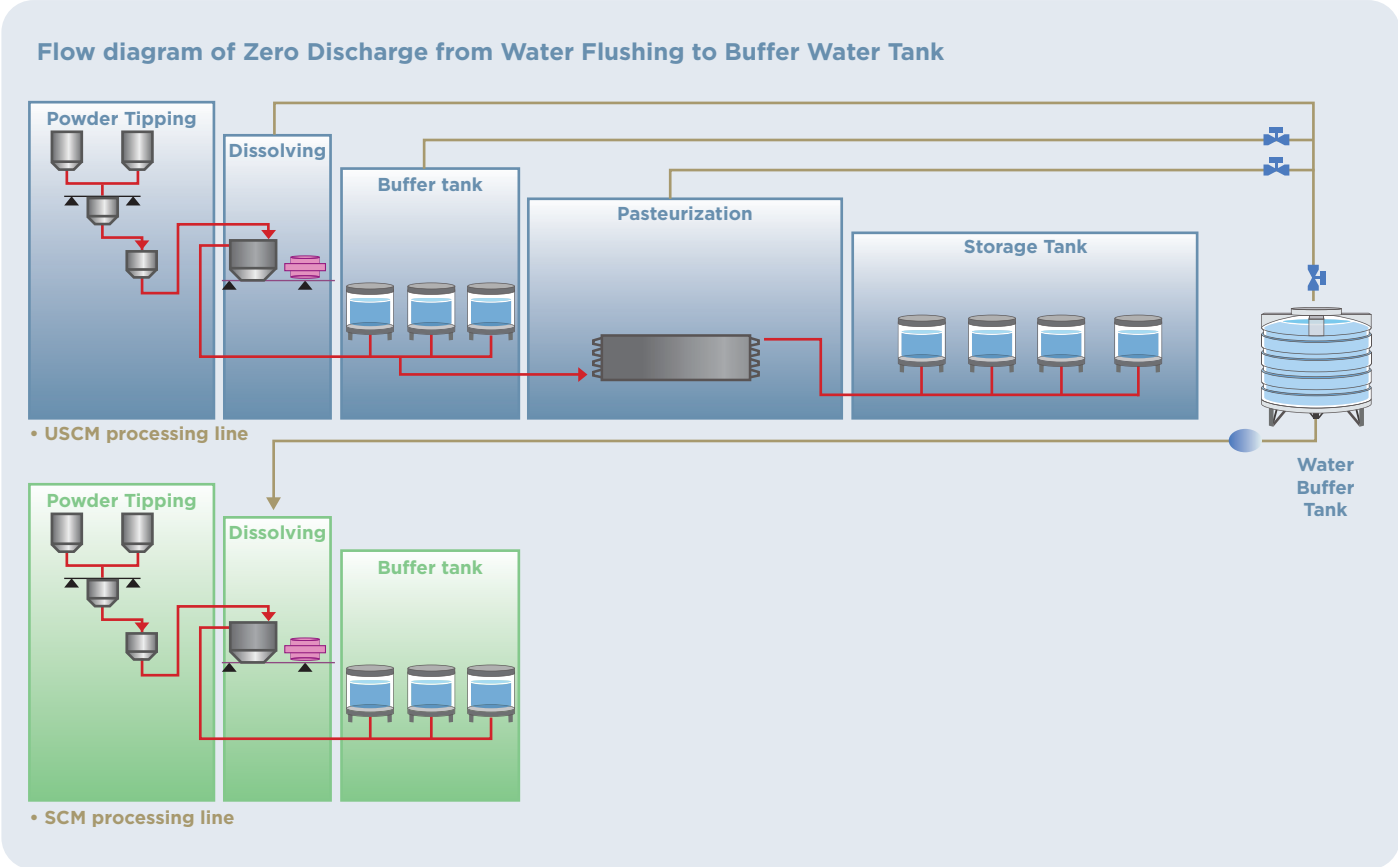 Flow diagram of Zero Discharge from Water Flushing to Buffer Water Tank
Powder Tipping
Dissolving
Buffer tank
Pasteurization
Storage Tank
• USCM processing line
Water
Buffer
Tank
Powder Tipping
Dissolving
Buffer tank
• SCM processing line